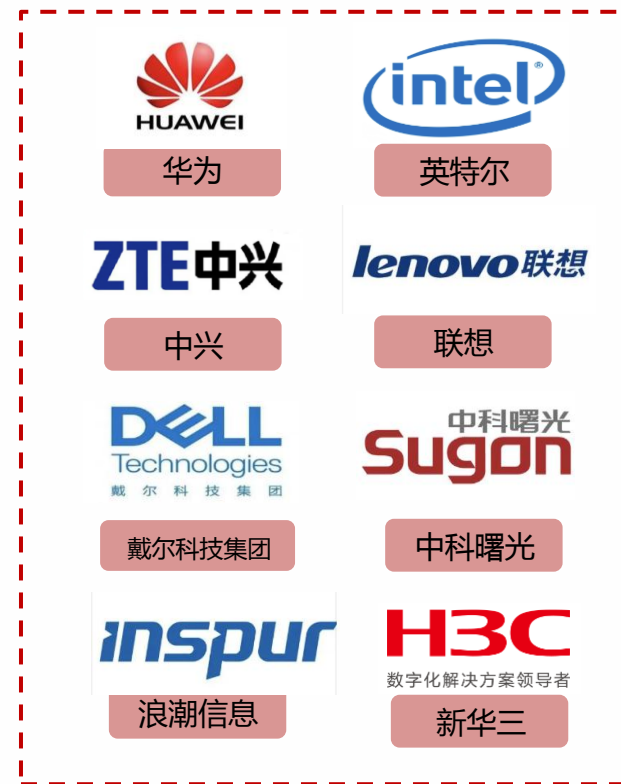 HUAWEI
华为
intel
英特尔
ZTE中兴
中兴
lenovo联想
联想
DELL
Technologies
戴尔科技集团
戴尔科技集团
中科曙光
Sugon
中科曙光
inspur
浪潮信息
H3C
数字化解决方案领导者
新华三